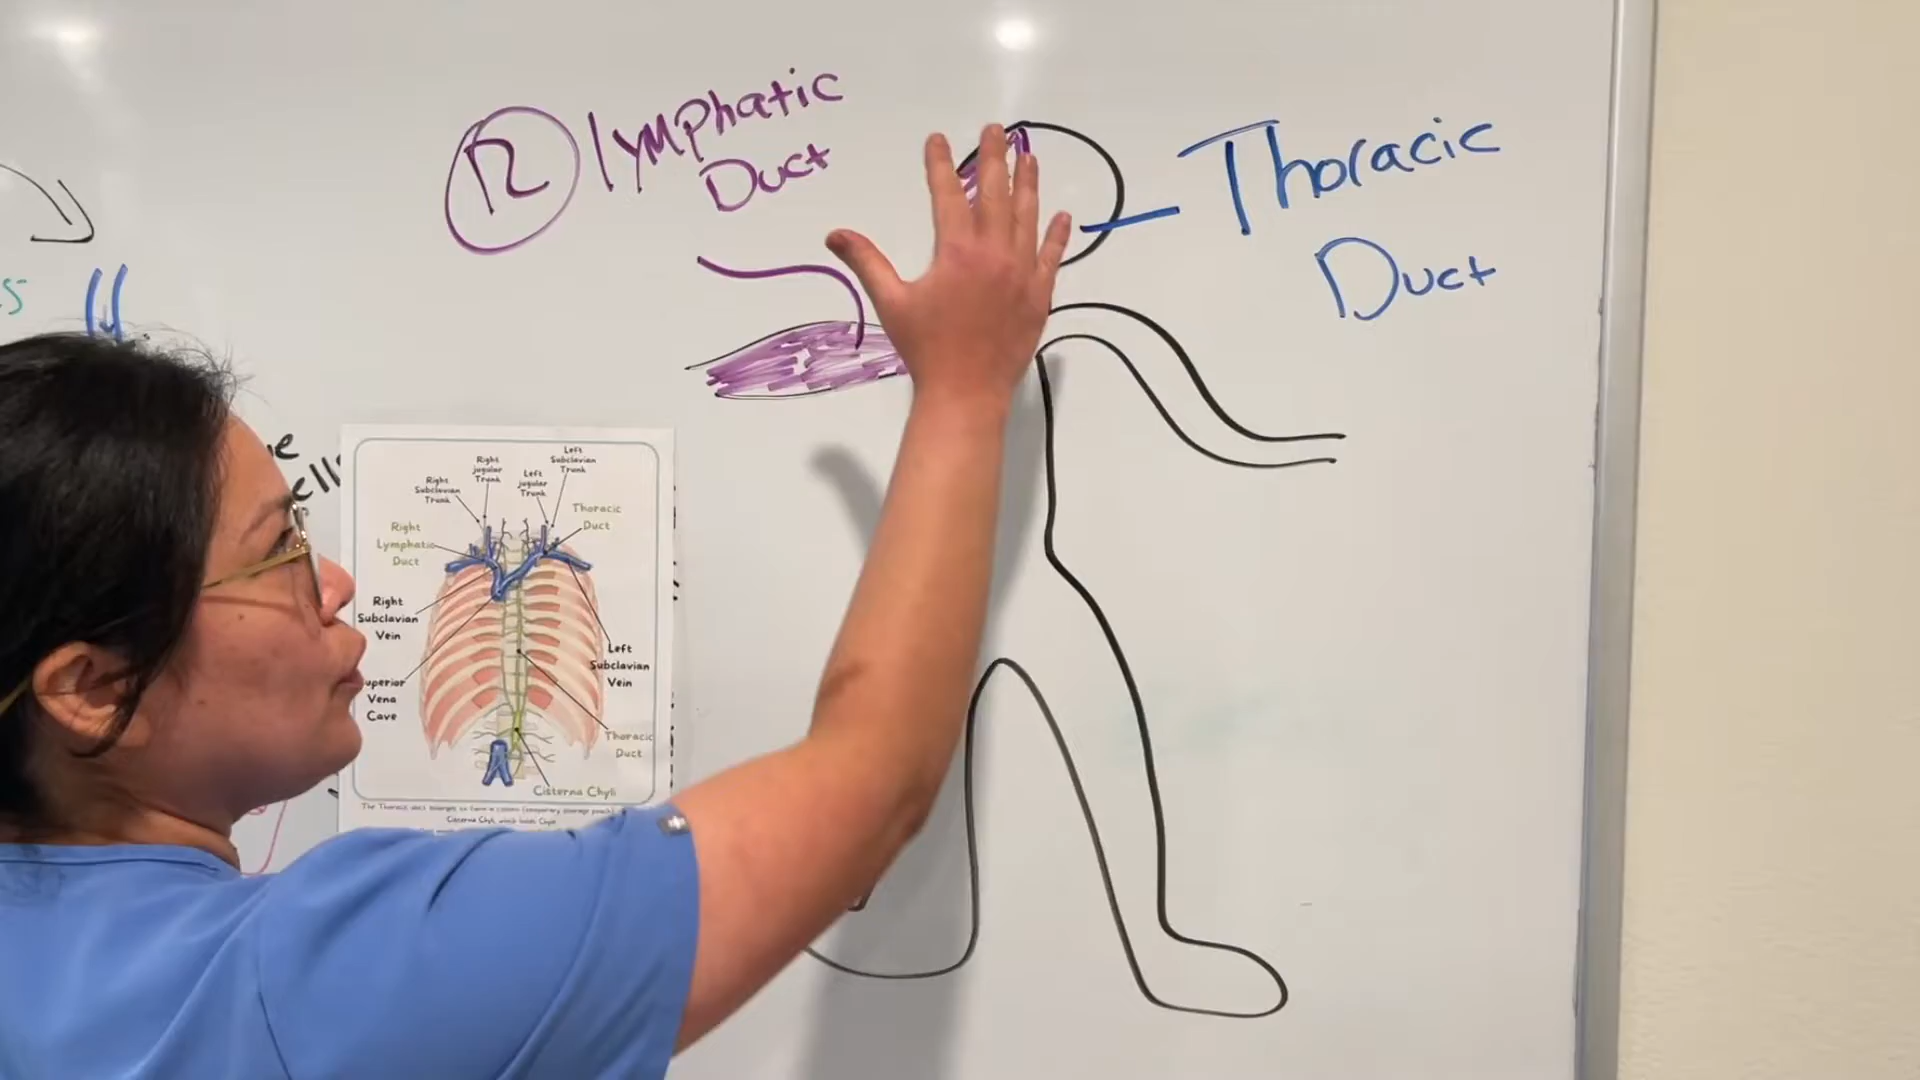 R lymphatic
Duct
Thoracic
Duct
Left
Subclavian
Trunk
Right
Jugular
Trunk
Left
Jugular
Trunk
Right
Subclavian
Trunk
Thoracic
Duct
Right
Lymphatic
Duct
Right
Subclavian
Vein
Left
Subclavian
Vein
uperior
Vena
Cave
Thoracic
Duct
Cisterna Chyli